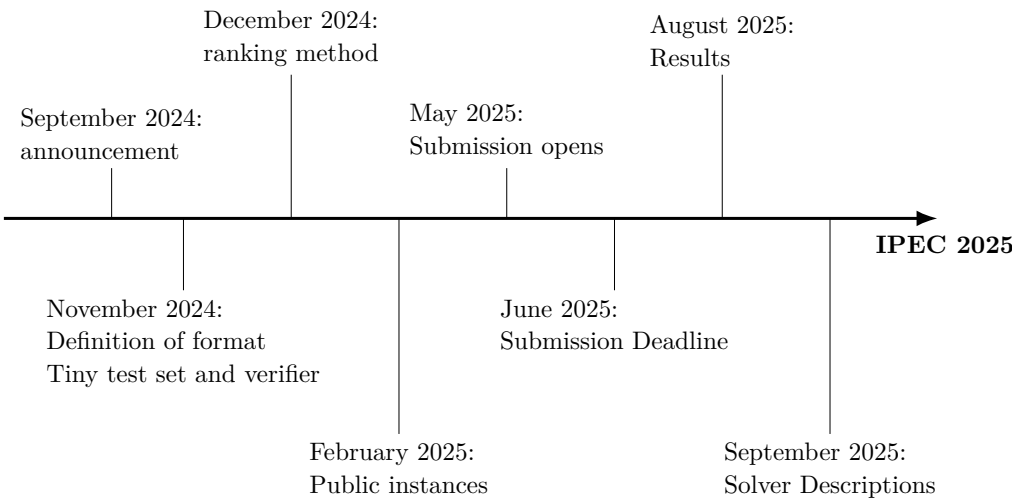 December 2024:
ranking method
August 2025:
Results
September 2024:
announcement
May 2025:
Submission opens
IPEC 2025
November 2024:
Definition of format
Tiny test set and verifier
June 2025:
Submission Deadline
February 2025:
Public instances
September 2025:
Solver Descriptions